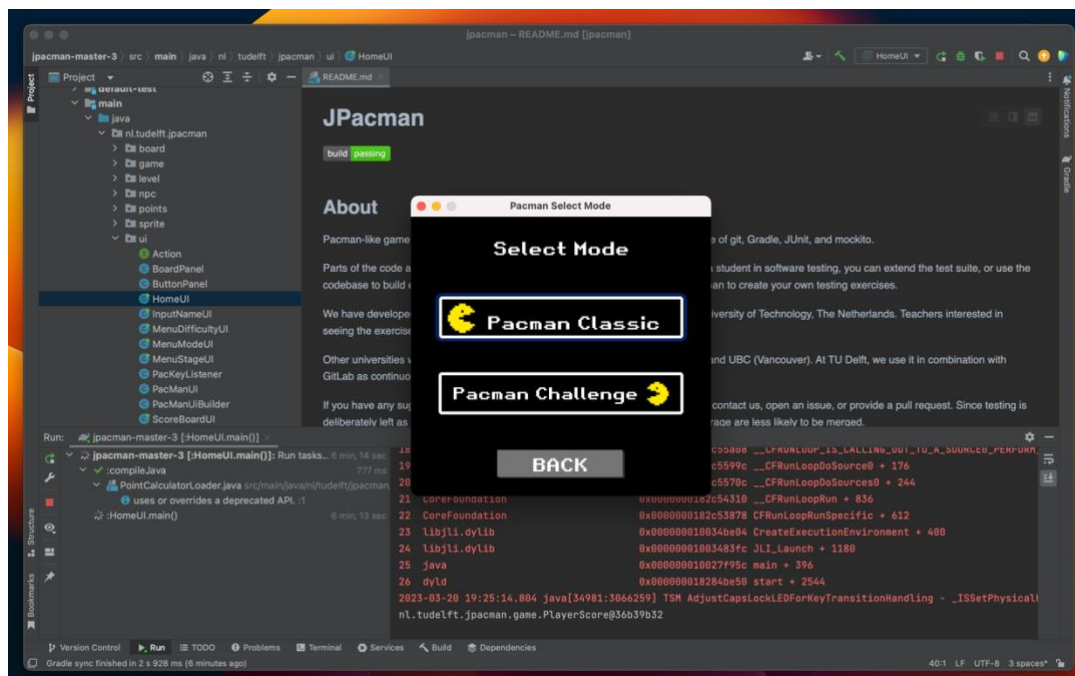 jpacman – README.md [jpacman]
jpacman-master-3 src main java nl tudelft jpacman ui HomeUI
HomeUI
Project
README.md
default-test
main
java
nl.tudelft.jpacman
board
game
level
npc
points
sprite
ui
Action
BoardPanel
ButtonPanel
HomeUI
InputNameUI
MenuDifficultyUI
MenuModeUI
MenuStageUI
PacKeyListener
PacManUI
PacManUiBuilder
ScoreBoardUI
Project
Structure
Bookmarks
Notifications
Gradle
JPacman
build passing
About
Pacman-like game
of git, Gradle, JUnit, and mockito.
Parts of the code
student in software testing, you can extend the test suite, or use the
codebase to build
an to create your own testing exercises.
We have develope
iversity of Technology, The Netherlands. Teachers interested in
seeing the exercise
Other universities
and UBC (Vancouver). At TU Delft, we use it in combination with
GitLab as continuo
If you have any sug
contact us, open an issue, or provide a pull request. Since testing is
deliberately left as
rage are less likely to be merged.
Pacman Select Mode
Select Mode
Pacman Classic
Pacman Challenge
BACK
Run: jpacman-master-3 [:HomeUI.main()]
jpacman-master-3 [:HomeUI.main()]: Run tasks... 6 min, 14 sec
:compileJava 777 ms
PointCalculatorLoader.java src/main/java/nl/tudelft/jpacman,
uses or overrides a deprecated API. :1
:HomeUI.main() 6 min, 13 sec
18 c55808 __CFRUNLOOP_IS_CALLING_OUT_TO_A_SOURCE0_PERFORM_
19 c5599c __CFRunLoopDoSource0 + 176
20 c5570c __CFRunLoopDoSources0 + 244
21 CoreFoundation 0x0000000182c54310 __CFRunLoopRun + 836
22 CoreFoundation 0x0000000182c53878 CFRunLoopRunSpecific + 612
23 libjli.dylib 0x000000010034be04 CreateExecutionEnvironment + 400
24 libjli.dylib 0x00000001003483fc JLI_Launch + 1180
25 java 0x000000010027f95c main + 396
26 dyld 0x000000018284be50 start + 2544
2023-03-20 19:25:14.804 java[34981:3066259] TSM AdjustCapsLockLEDForKeyTransitionHandling - _ISSetPhysicalK
nl.tudelft.jpacman.game.PlayerScore@36b39b32
Version Control Run TODO Problems Terminal Services Build Dependencies
Gradle sync finished in 2 s 928 ms (6 minutes ago) 40:1 LF UTF-8 3 spaces*